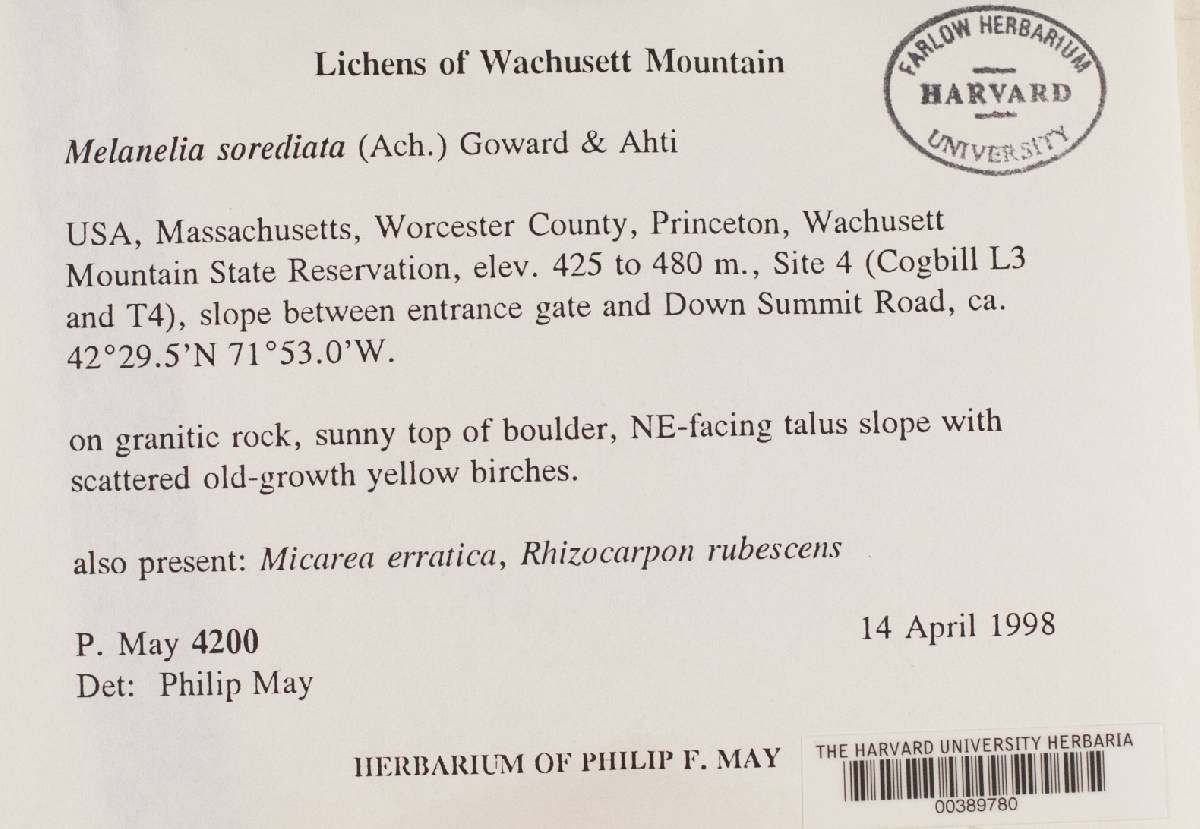 Lichens of Wachusett Mountain
FARLOW HERBARIUM
HARVARD
UNIVERSITY
Melanelia sorediata (Ach.) Goward & Ahti
USA, Massachusetts, Worcester County, Princeton, Wachusett
Mountain State Reservation, elev. 425 to 480 m., Site 4 (Cogbill L3
and T4), slope between entrance gate and Down Summit Road, ca.
42°29.5'N 71°53.0'W.
on granitic rock, sunny top of boulder, NE-facing talus slope with
scattered old-growth yellow birches.
also present: Micarea erratica, Rhizocarpon rubescens
P. May 4200
14 April 1998
Det: Philip May
HERBARIUM OF PHILIP F. MAY
THE HARVARD UNIVERSITY HERBARIA
00389780